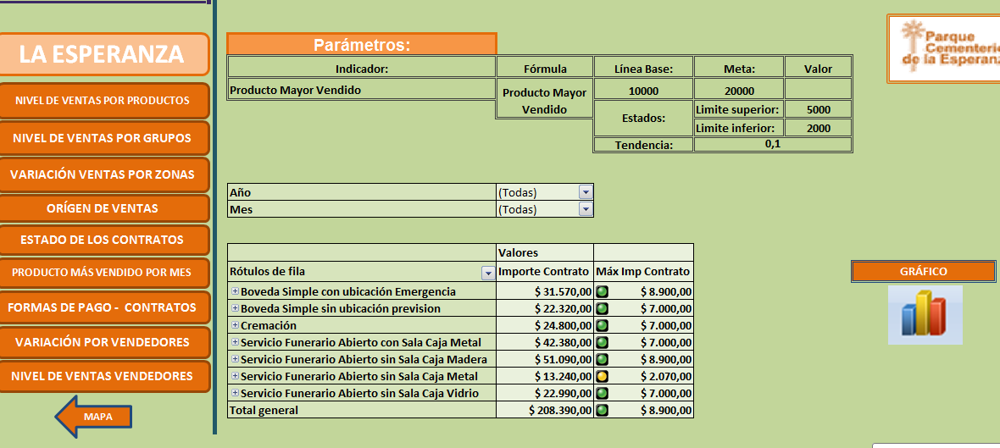 LA ESPERANZA
NIVEL DE VENTAS POR PRODUCTOS
NIVEL DE VENTAS POR GRUPOS
VARIACIÓN VENTAS POR ZONAS
ORÍGEN DE VENTAS
ESTADO DE LOS CONTRATOS
PRODUCTO MÁS VENDIDO POR MES
FORMAS DE PAGO - CONTRATOS
VARIACIÓN POR VENDEDORES
NIVEL DE VENTAS VENDEDORES
MAPA
Parámetros:
Indicador: Fórmula Línea Base: Meta: Valor
Producto Mayor Vendido Producto Mayor Vendido 10000 20000
Estados: Limite superior: 5000
Limite inferior: 2000
Tendencia: 0,1
Año (Todas)
Mes (Todas)
Valores
Rótulos de fila Importe Contrato Máx Imp Contrato
Boveda Simple con ubicación Emergencia $ 31.570,00 $ 8.900,00
Boveda Simple sin ubicación prevision $ 22.320,00 $ 7.000,00
Cremación $ 24.800,00 $ 7.000,00
Servicio Funerario Abierto con Sala Caja Metal $ 42.380,00 $ 7.000,00
Servicio Funerario Abierto sin Sala Caja Madera $ 51.090,00 $ 8.900,00
Servicio Funerario Abierto sin Sala Caja Metal $ 13.240,00 $ 2.070,00
Servicio Funerario Abierto sin Sala Caja Vidrio $ 22.990,00 $ 7.000,00
Total general $ 208.390,00 $ 8.900,00
Parque
Cementeri
de la Esperan
GRÁFICO